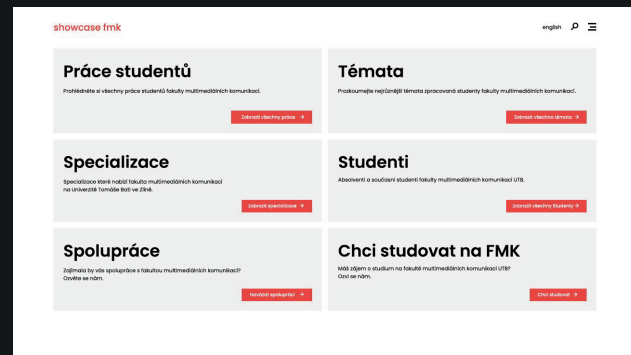 showcase fmk
english
Práce studentů
Prohlédněte si všechny práce studentů fakulty multimediálních komunikací.
Zobrazit všechny práce →
Témata
Prozkoumejte nejrůznější témata zpracovaná studenty fakulty multimediálních komunikací.
Zobrazit všechna témata →
Specializace
Specializace které nabízí fakulta multimediálních komunikací
na Univerzitě Tomáše Bati ve Zlíně.
Zobrazit specializace →
Studenti
Absolventi a současní studenti fakulty multimediálních komunikací UTB.
Zobrazit všechny Studenty →
Spolupráce
Zajímala by vás spolupráce s fakultou multimediálních komunikací?
Ozvěte se nám.
Navázat spolupráci →
Chci studovat na FMK
Máš zájem o studium na fakultě multimediálních komunikací UTB?
Ozvi se nám.
Chci studovat →